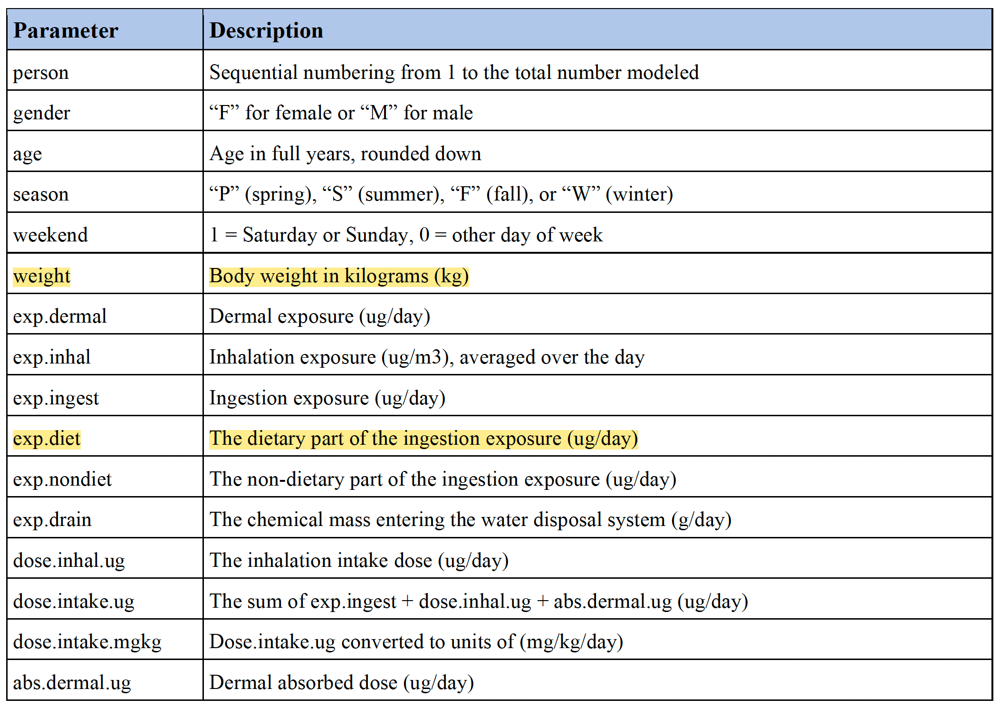 Parameter Description
person Sequential numbering from 1 to the total number modeled
gender “F” for female or “M” for male
age Age in full years, rounded down
season “P” (spring), “S” (summer), “F” (fall), or “W” (winter)
weekend 1 = Saturday or Sunday, 0 = other day of week
weight Body weight in kilograms (kg)
exp.dermal Dermal exposure (ug/day)
exp.inhal Inhalation exposure (ug/m3), averaged over the day
exp.ingest Ingestion exposure (ug/day)
exp.diet The dietary part of the ingestion exposure (ug/day)
exp.nondiet The non-dietary part of the ingestion exposure (ug/day)
exp.drain The chemical mass entering the water disposal system (g/day)
dose.inhal.ug The inhalation intake dose (ug/day)
dose.intake.ug The sum of exp.ingest + dose.inhal.ug + abs.dermal.ug (ug/day)
dose.intake.mgkg Dose.intake.ug converted to units of (mg/kg/day)
abs.dermal.ug Dermal absorbed dose (ug/day)